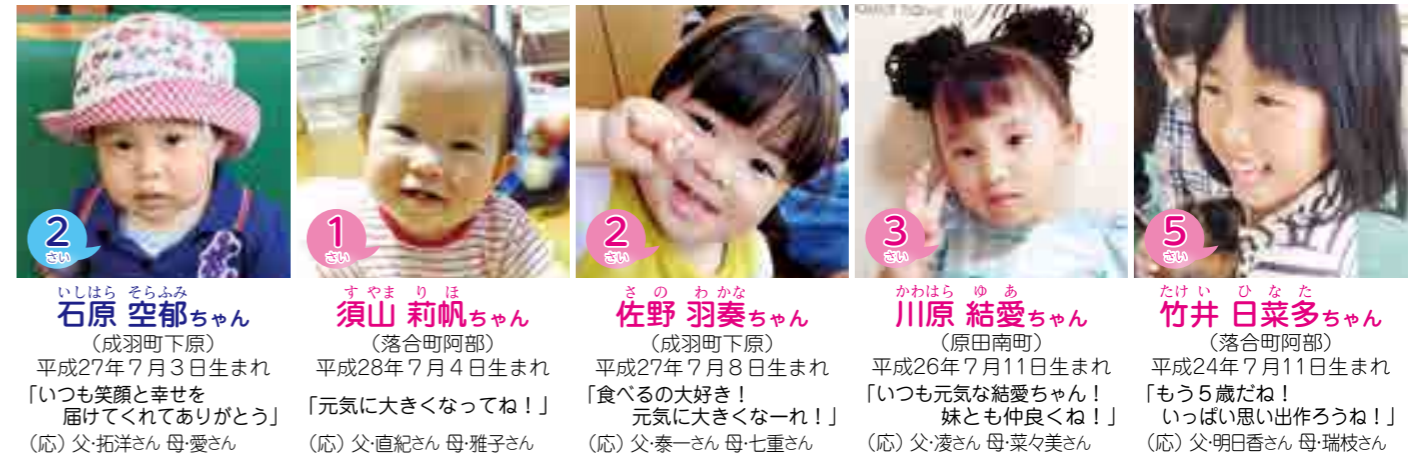 2
さい
いしはら そらふみ
石原 空郁ちゃん
（成羽町下原）
平成27年７月３日生まれ
「いつも笑顔と幸せを
届けてくれてありがとう」
（応）父・拓洋さん 母・愛さん
1
さい
すやま りほ
須山 莉帆ちゃん
（落合町阿部）
平成28年７月４日生まれ
「元気に大きくなってね！」
（応）父・直紀さん 母・雅子さん
2
さい
さの わかな
佐野 羽奏ちゃん
（成羽町下原）
平成27年７月８日生まれ
「食べるの大好き！
元気に大きくなーれ！」
（応）父・泰一さん 母・七重さん
3
さい
かわはら ゆあ
川原 結愛ちゃん
（原田南町）
平成26年７月11日生まれ
「いつも元気な結愛ちゃん！
妹とも仲良くね！」
（応）父・凌さん 母・菜々美さん
5
さい
たけい ひなた
竹井 日菜多ちゃん
（落合町阿部）
平成24年７月11日生まれ
「もう５歳だね！
いっぱい思い出作ろうね！」
（応）父・明日香さん 母・瑞枝さん